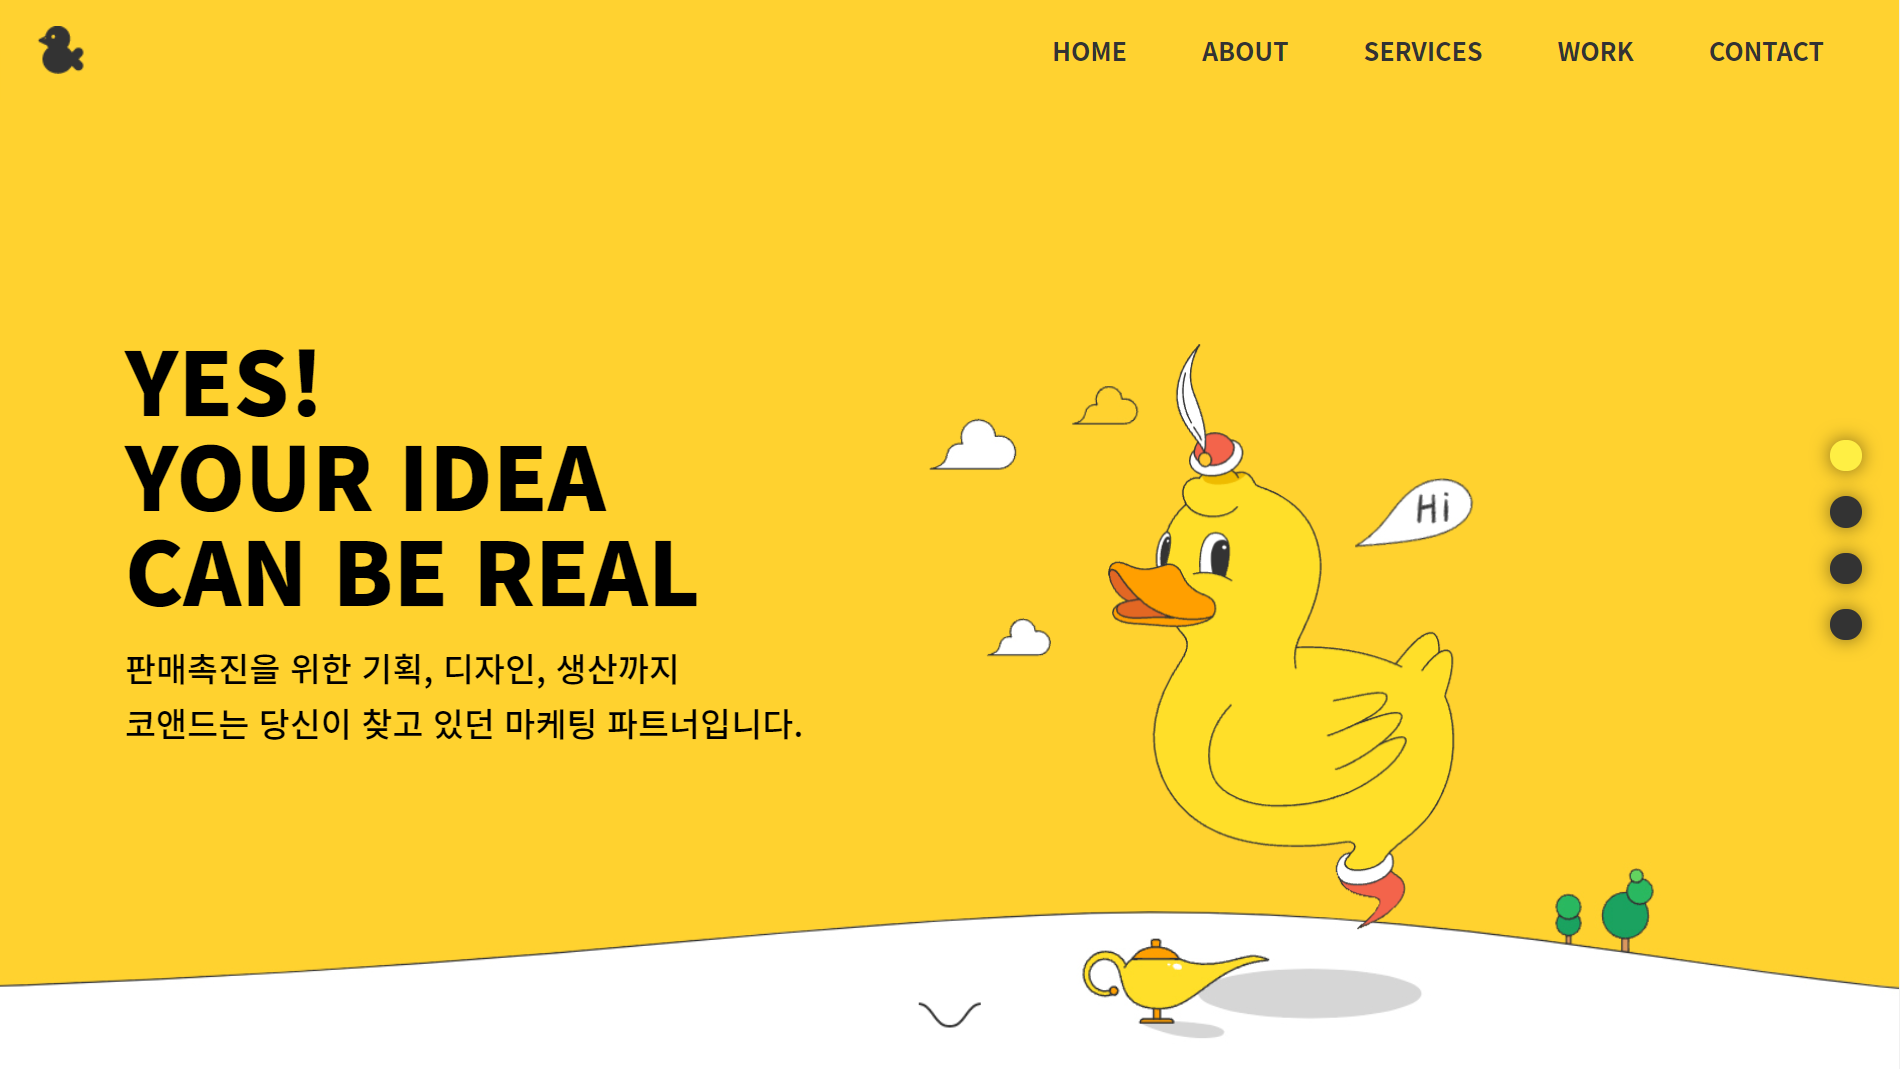 HOME ABOUT SERVICES WORK CONTACT
YES!
YOUR IDEA
CAN BE REAL
판매촉진을 위한 기획, 디자인, 생산까지
코앤드는 당신이 찾고 있던 마케팅 파트너입니다.
Hi